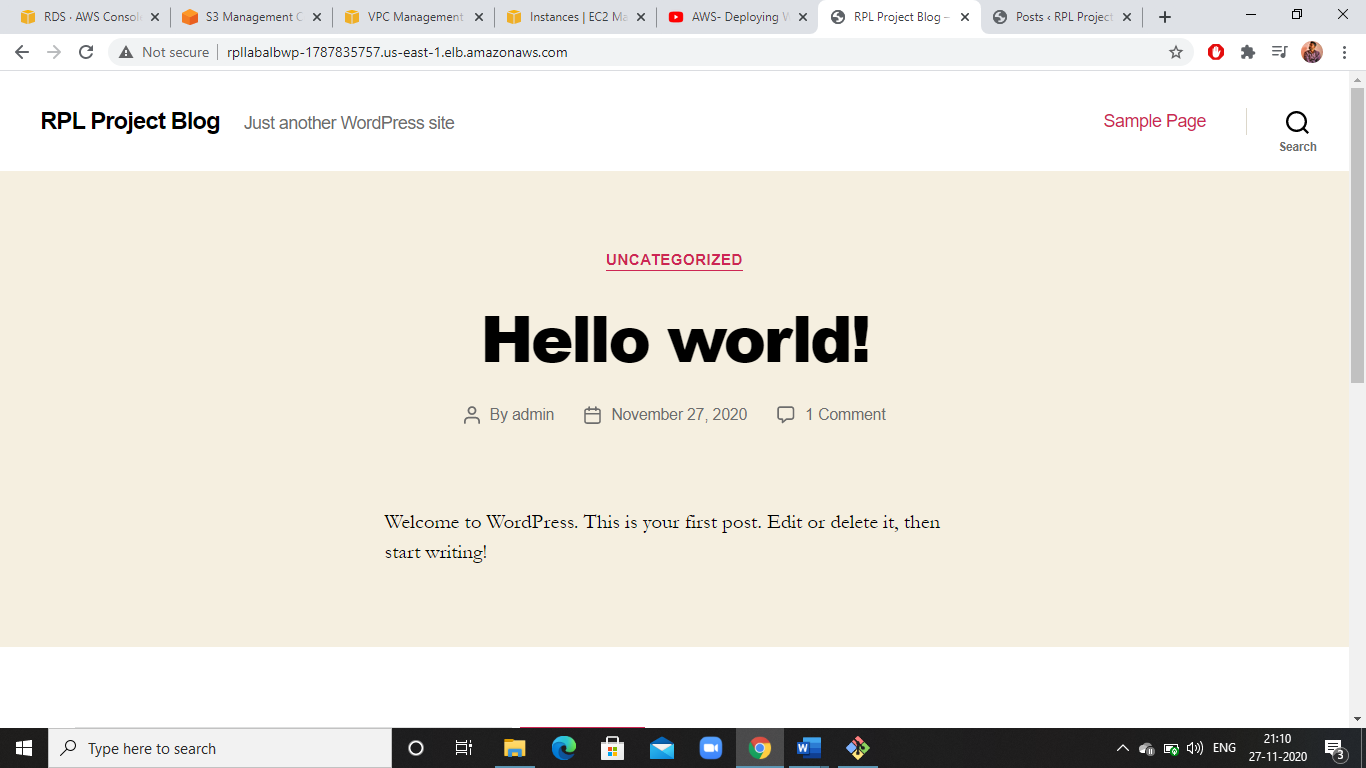 RDS · AWS Consol
S3 Management C
VPC Management
Instances | EC2 Ma
AWS- Deploying W
RPL Project Blog –
Posts ‹ RPL Project
Not secure
rpllabalbwp-1787835757.us-east-1.elb.amazonaws.com
RPL Project Blog
Just another WordPress site
Sample Page
Search
UNCATEGORIZED
Hello world!
By admin
November 27, 2020
1 Comment
Welcome to WordPress. This is your first post. Edit or delete it, then
start writing!
Type here to search
ENG
21:10
27-11-2020
3